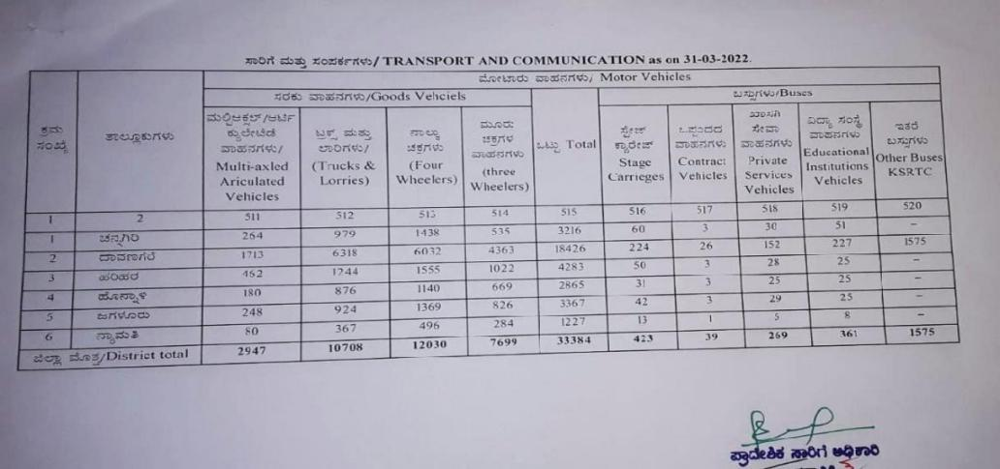 ಸಾರಿಗೆ ಮತ್ತು ಸಂಪರ್ಕಗಳು/ TRANSPORT AND COMMUNICATION as on 31-03-2022.
ಮೋಟಾರು ವಾಹನಗಳು/ Motor Vehicles
ಸರಕು ವಾಹನಗಳು/Goods Vehciels
ಬಸ್ಸುಗಳು/Buses
ಕ್ರಮ ಸಂಖ್ಯೆ
ತಾಲ್ಲೂಕುಗಳು
ಮಲ್ಟಿಆಕ್ಸಲ್/ಆರ್ಟಿ
ಕ್ಯುಲೇಟೆಡೆ
ವಾಹನಗಳು/
Multi-axled
Ariculated
Vehicles
ಟ್ರಕ್ಸ್ ಮತ್ತು
ಲಾರಿಗಳು/
(Trucks &
Lorries)
ನಾಲ್ಕು
ಚಕ್ರಗಳು
(Four
Wheelers)
ಮೂರು
ಚಕ್ರಗಳ
ವಾಹನಗಳು
(three
Wheelers)
ಒಟ್ಟು Total
ಸ್ಟೇಜ್
ಕ್ಯಾರೇಜ್
Stage
Carrieges
ಒಪ್ಪಂದದ
ವಾಹನಗಳು
Contract
Vehicles
ಖಾಸಗಿ
ಸೇವಾ
ವಾಹನಗಳು
Private
Services
Vehicles
ವಿದ್ಯಾ ಸಂಸ್ಥೆ
ವಾಹನಗಳು
Educational
Institutions
Vehicles
ಇತರೆ
ಬಸ್ಸುಗಳು
Other Buses
KSRTC
1 2 511 512 513 514 515 516 517 518 519 520
1 ಚನ್ನಗಿರಿ 264 979 1438 535 3216 60 3 30 51 –
2 ದಾವಣಗೆರೆ 1713 6318 6032 4363 18426 224 26 152 227 1575
3 ಹರಿಹರ 462 1244 1555 1022 4283 50 3 28 25 –
4 ಹೊನ್ನಾಳಿ 180 876 1140 669 2865 31 3 25 25 –
5 ಜಗಳೂರು 248 924 1369 826 3367 42 3 29 25 –
6 ನ್ಯಾಮತಿ 80 367 496 284 1227 13 1 5 8 –
ಜಿಲ್ಲಾ ಮೊತ್ತ/District total 2947 10708 12030 7699 33384 423 39 269 361 1575
ಪ್ರಾದೇಶಿಕ ಸಾರಿಗೆ ಅಧಿಕಾರಿ